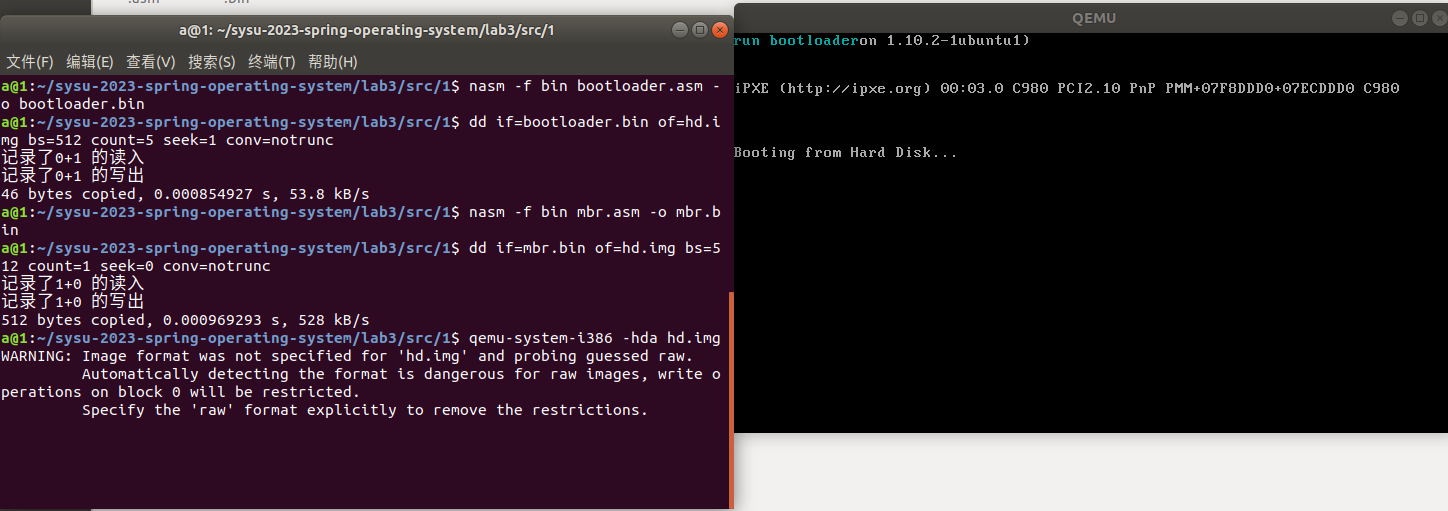 .asm .bin
a@1: ~/sysu-2023-spring-operating-system/lab3/src/1
文件(F) 编辑(E) 查看(V) 搜索(S) 终端(T) 帮助(H)
a@1:~/sysu-2023-spring-operating-system/lab3/src/1$ nasm -f bin bootloader.asm -
o bootloader.bin
a@1:~/sysu-2023-spring-operating-system/lab3/src/1$ dd if=bootloader.bin of=hd.i
mg bs=512 count=5 seek=1 conv=notrunc
记录了0+1 的读入
记录了0+1 的写出
46 bytes copied, 0.000854927 s, 53.8 kB/s
a@1:~/sysu-2023-spring-operating-system/lab3/src/1$ nasm -f bin mbr.asm -o mbr.b
in
a@1:~/sysu-2023-spring-operating-system/lab3/src/1$ dd if=mbr.bin of=hd.img bs=5
12 count=1 seek=0 conv=notrunc
记录了1+0 的读入
记录了1+0 的写出
512 bytes copied, 0.000969293 s, 528 kB/s
a@1:~/sysu-2023-spring-operating-system/lab3/src/1$ qemu-system-i386 -hda hd.img
WARNING: Image format was not specified for 'hd.img' and probing guessed raw.
Automatically detecting the format is dangerous for raw images, write o
perations on block 0 will be restricted.
Specify the 'raw' format explicitly to remove the restrictions.
QEMU
run bootloaderon 1.10.2-1ubuntu1)
iPXE (http://ipxe.org) 00:03.0 C980 PCI2.10 PnP PMM+07F8DDD0+07ECDDD0 C980
Booting from Hard Disk...